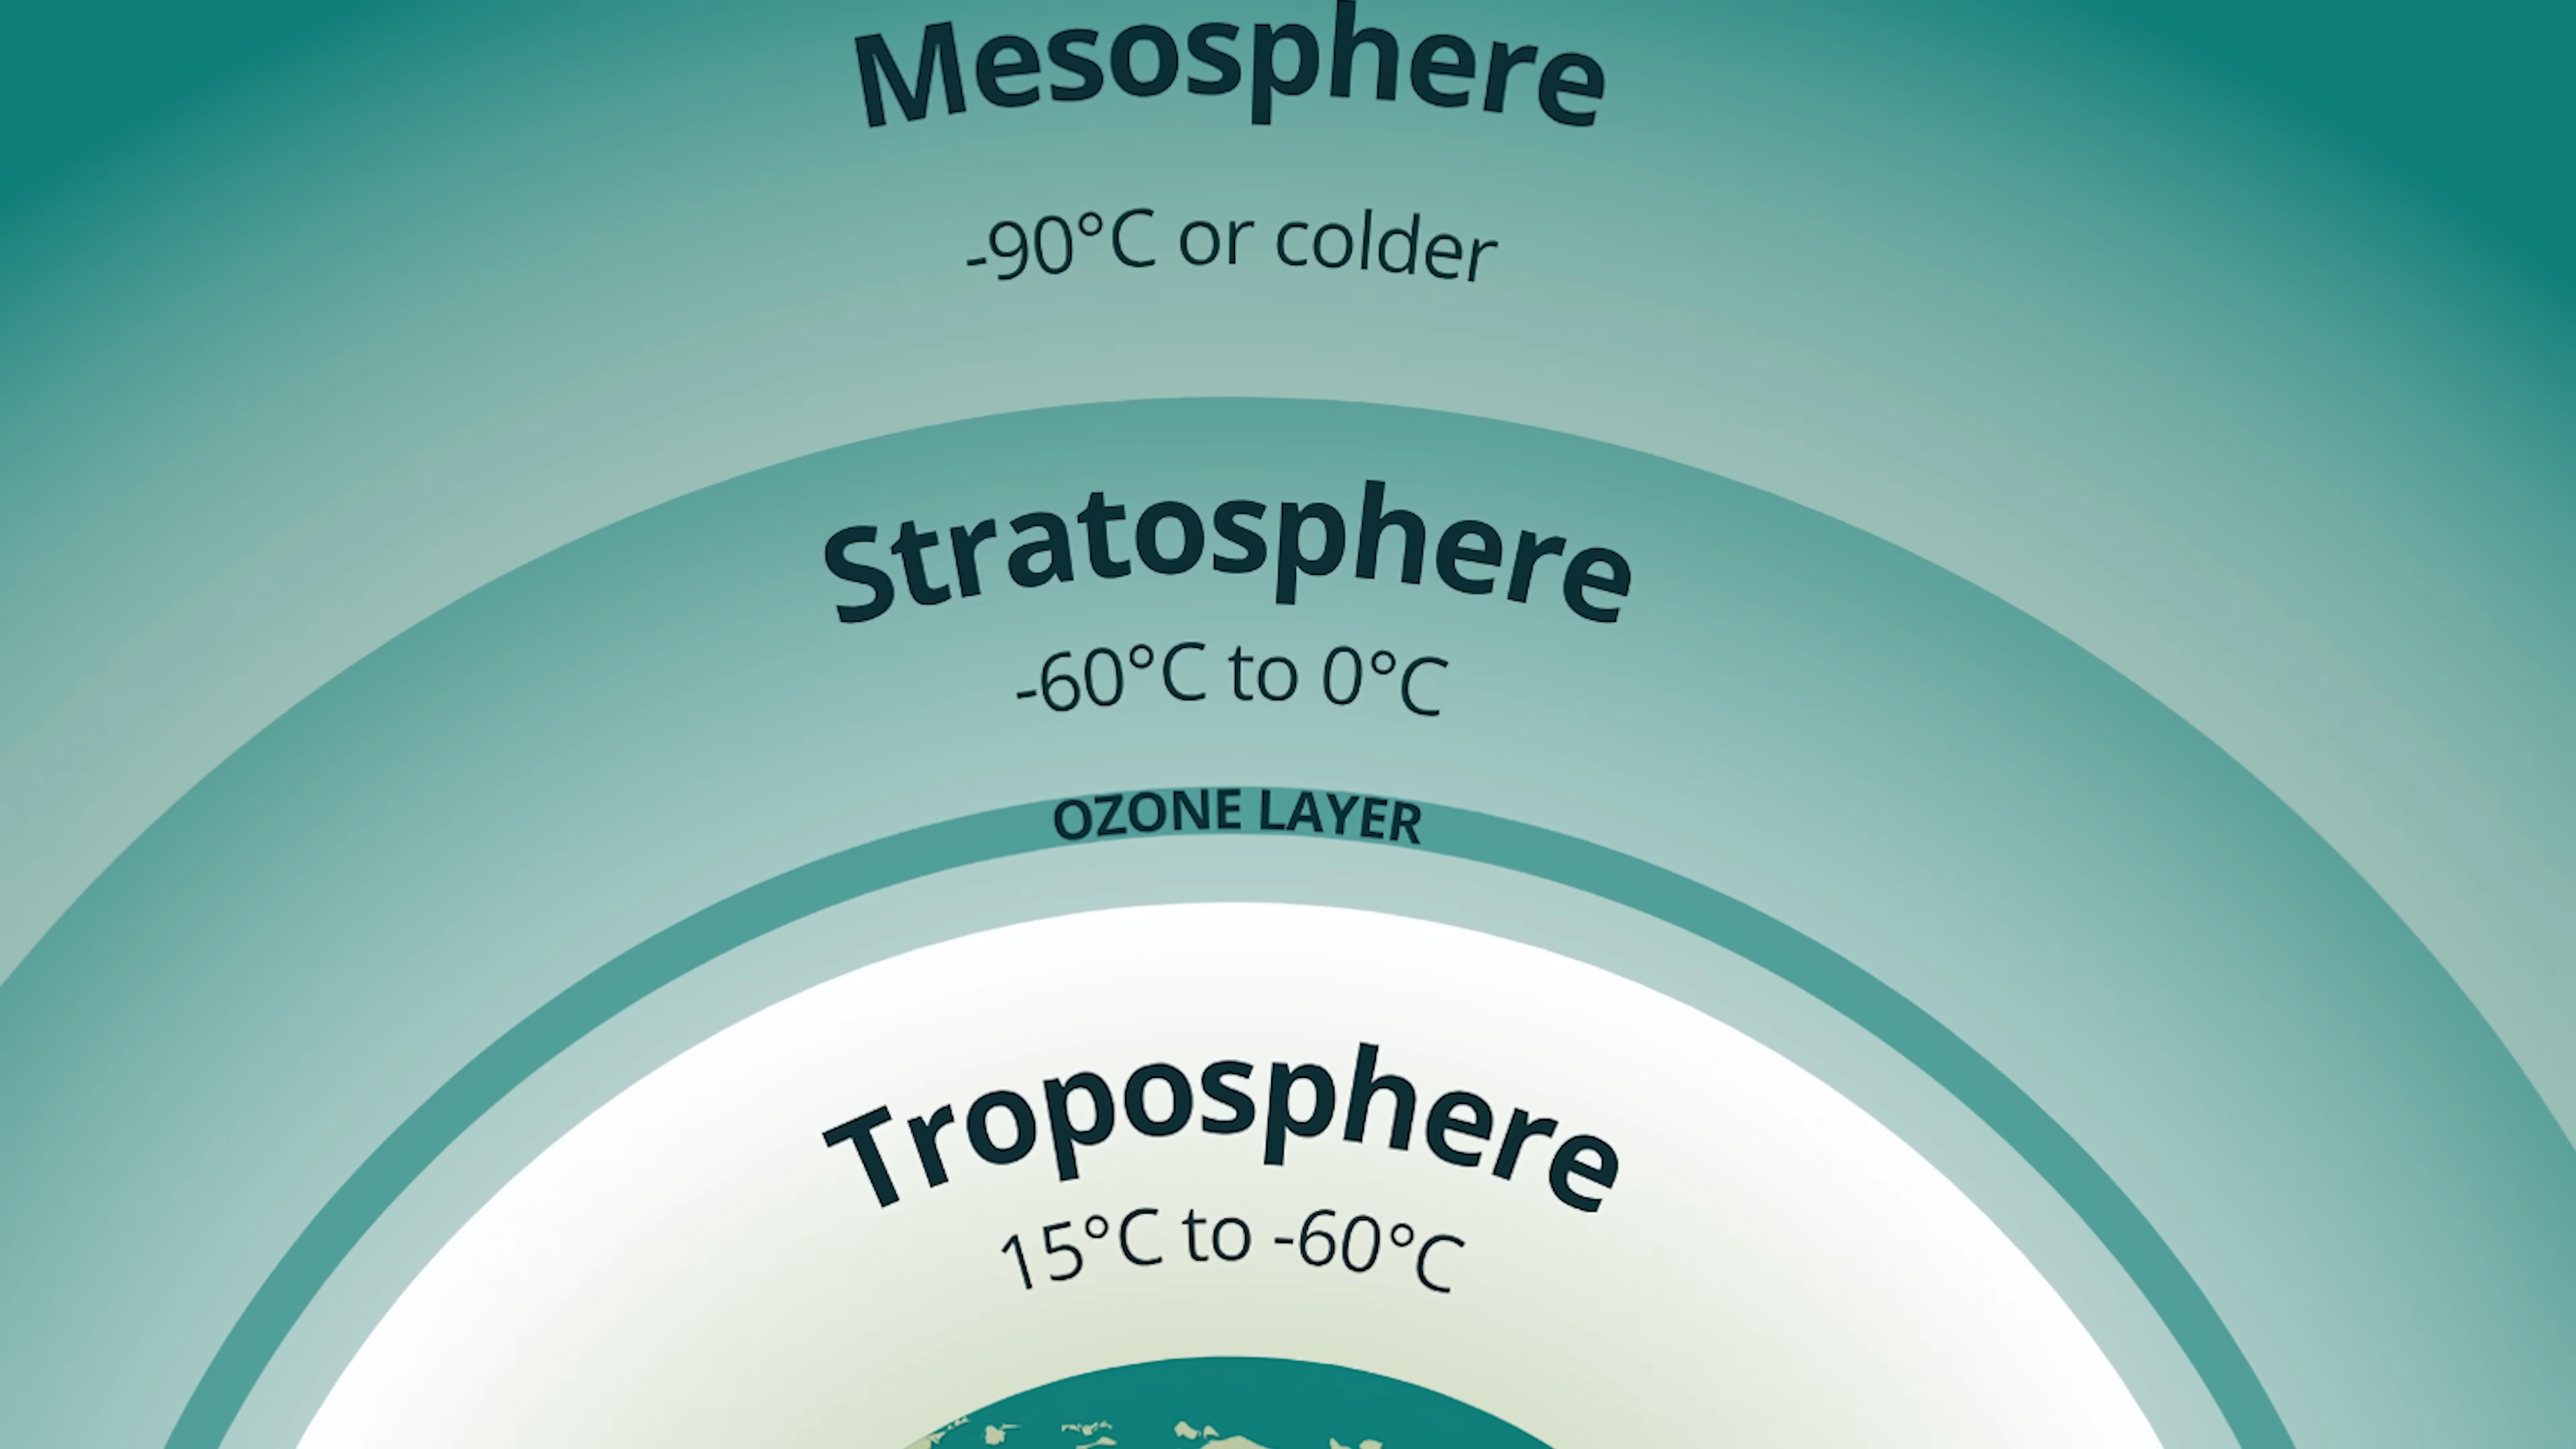 Mesosphere
-90°C or colder
Stratosphere
-60°C to 0°C
OZONE LAYER
Troposphere
15°C to -60°C